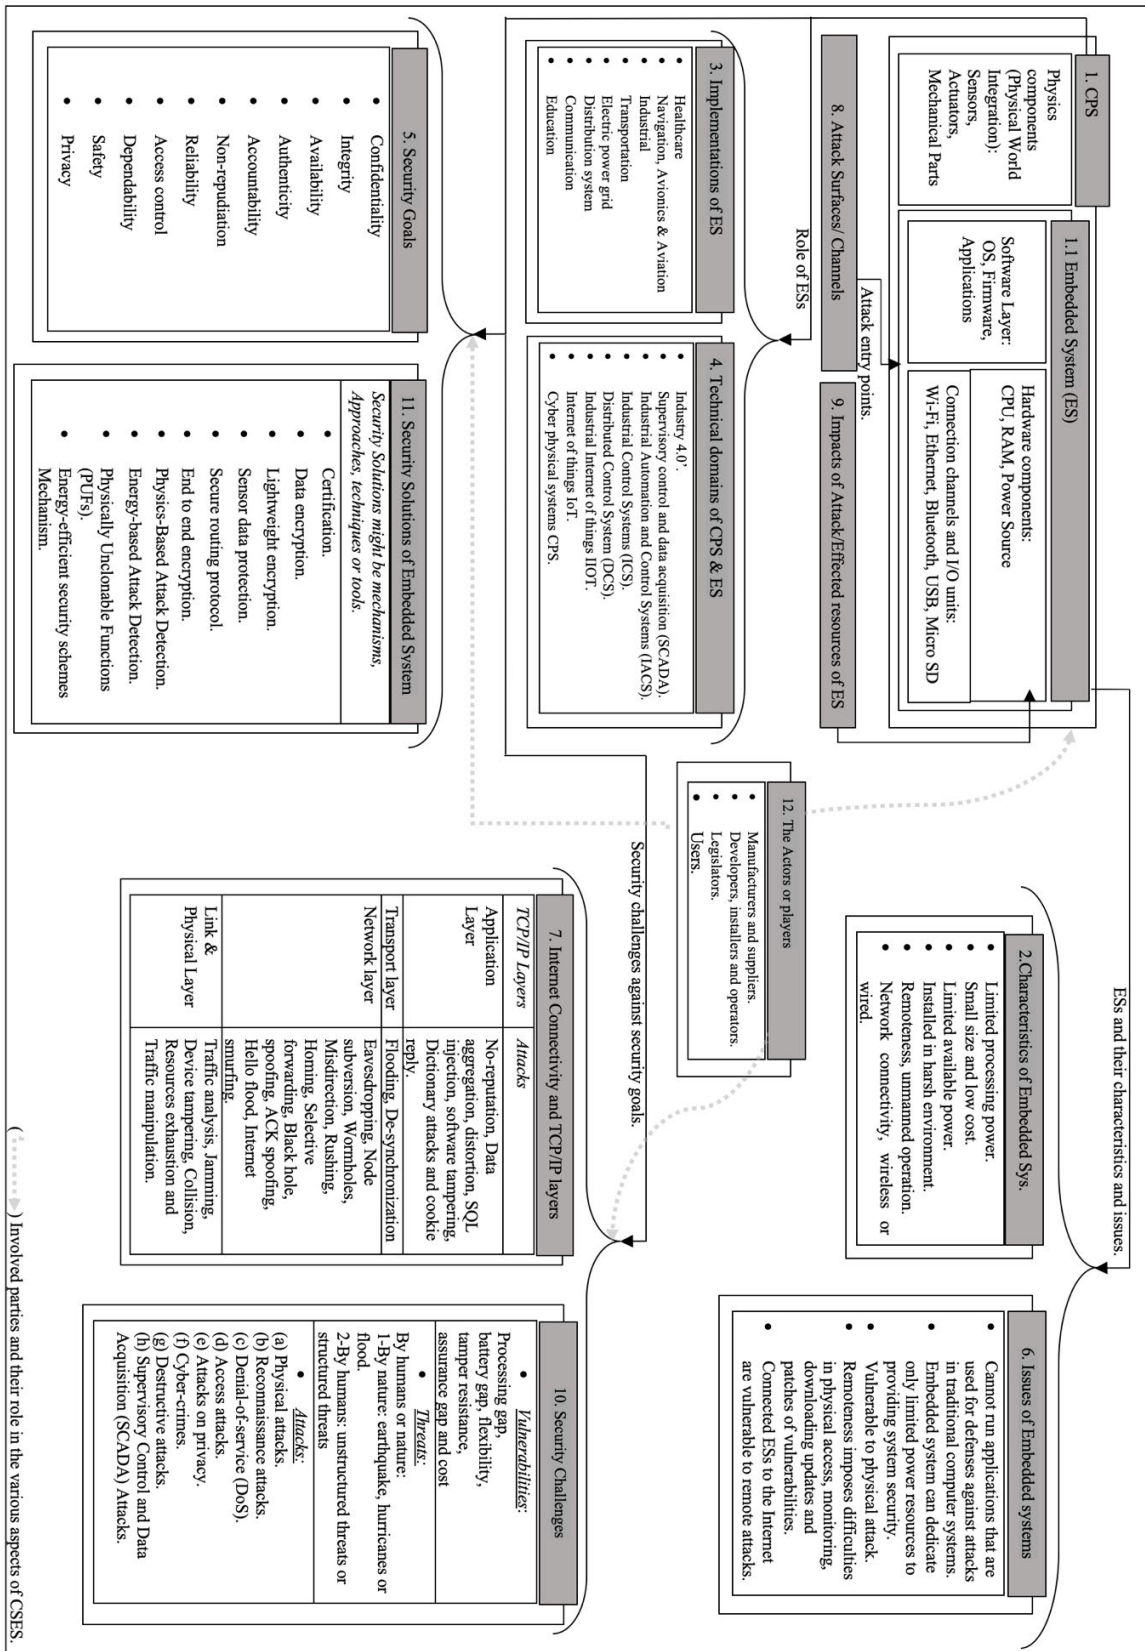 1. CPS
Physics
components
(Physical World
Integration):
Sensors,
Actuators,
Mechanical Parts
1.1 Embedded System (ES)
Software Layer:
OS, Firmware,
Applications
Hardware components:
CPU, RAM, Power Source
Connection channels and I/O units:
Wi-Fi, Ethernet, Bluetooth, USB, Micro SD
8. Attack Surfaces/ Channels
Attack entry points.
9. Impacts of Attack/Effected resources of ES
Role of ESs
3. Implementations of ES
• Healthcare
• Navigation, Avionics & Aviation
• Industrial
• Transportation
• Electric power grid
• Distribution system
• Communication
• Education
4. Technical domains of CPS & ES
• Industry 4.0'.
• Supervisory control and data acquisition (SCADA).
• Industrial Automation and Control Systems (IACS).
• Industrial Control Systems (ICS).
• Distributed Control System (DCS).
• Industrial Internet of things IIOT.
• Internet of things IoT.
• Cyber physical systems CPS.
5. Security Goals
• Confidentiality
• Integrity
• Availability
• Authenticity
• Accountability
• Non-repudiation
• Reliability
• Access control
• Dependability
• Safety
• Privacy
11. Security Solutions of Embedded System
Security Solutions might be mechanisms,
Approaches, techniques or tools.
• Certification.
• Data encryption.
• Lightweight encryption.
• Sensor data protection.
• Secure routing protocol.
• End to end encryption.
• Physics-Based Attack Detection.
• Energy-based Attack Detection.
• Physically Unclonable Functions
(PUFs).
• Energy-efficient security schemes
Mechanism.
ESs and their characteristics and issues.
2.Characteristics of Embedded Sys.
• Limited processing power.
• Small size and low cost.
• Limited available power.
• Installed in harsh environment.
• Remoteness, unmanned operation.
• Network connectivity, wireless or
wired.
6. Issues of Embedded systems
• Cannot run applications that are
used for defenses against attacks
in traditional computer systems.
• Embedded system can dedicate
only limited power resources to
providing system security.
• Vulnerable to physical attack.
• Remoteness imposes difficulties
in physical access, monitoring,
downloading updates and
patches of vulnerabilities.
• Connected ESs to the Internet
are vulnerable to remote attacks.
12. The Actors or players
• Manufacturers and suppliers.
• Developers, installers and operators.
• Legislators.
• Users.
Security challenges against security goals.
7. Internet Connectivity and TCP/IP layers
TCP/IP Layers
Attacks
Application
Layer
No-reputation, Data
aggregation, distortion, SQL
injection, software tampering,
Dictionary attacks and cookie
reply.
Transport layer
Flooding, De-synchronization
Network layer
Eavesdropping, Node
subversion, Wormholes,
Misdirection, Rushing,
Homing, Selective
forwarding, Black hole,
spoofing, ACK spoofing,
Hello flood, Internet
smurfing.
Link &
Physical Layer
Traffic analysis, Jamming,
Device tampering, Collision,
Resources exhaustion and
Traffic manipulation.
10. Security Challenges
• Vulnerabilities:
Processing gap,
battery gap, flexibility,
tamper resistance,
assurance gap and cost
• Threats:
By humans or nature:
1-By nature: earthquake, hurricanes or
flood.
2-By humans: unstructured threats or
structured threats
• Attacks:
(a) Physical attacks.
(b) Reconnaissance attacks.
(c) Denial-of-service (DoS).
(d) Access attacks.
(e) Attacks on privacy.
(f) Cyber-crimes.
(g) Destructive attacks.
(h) Supervisory Control and Data
Acquisition (SCADA) Attacks.
( ) Involved parties and their role in the various aspects of CSES.